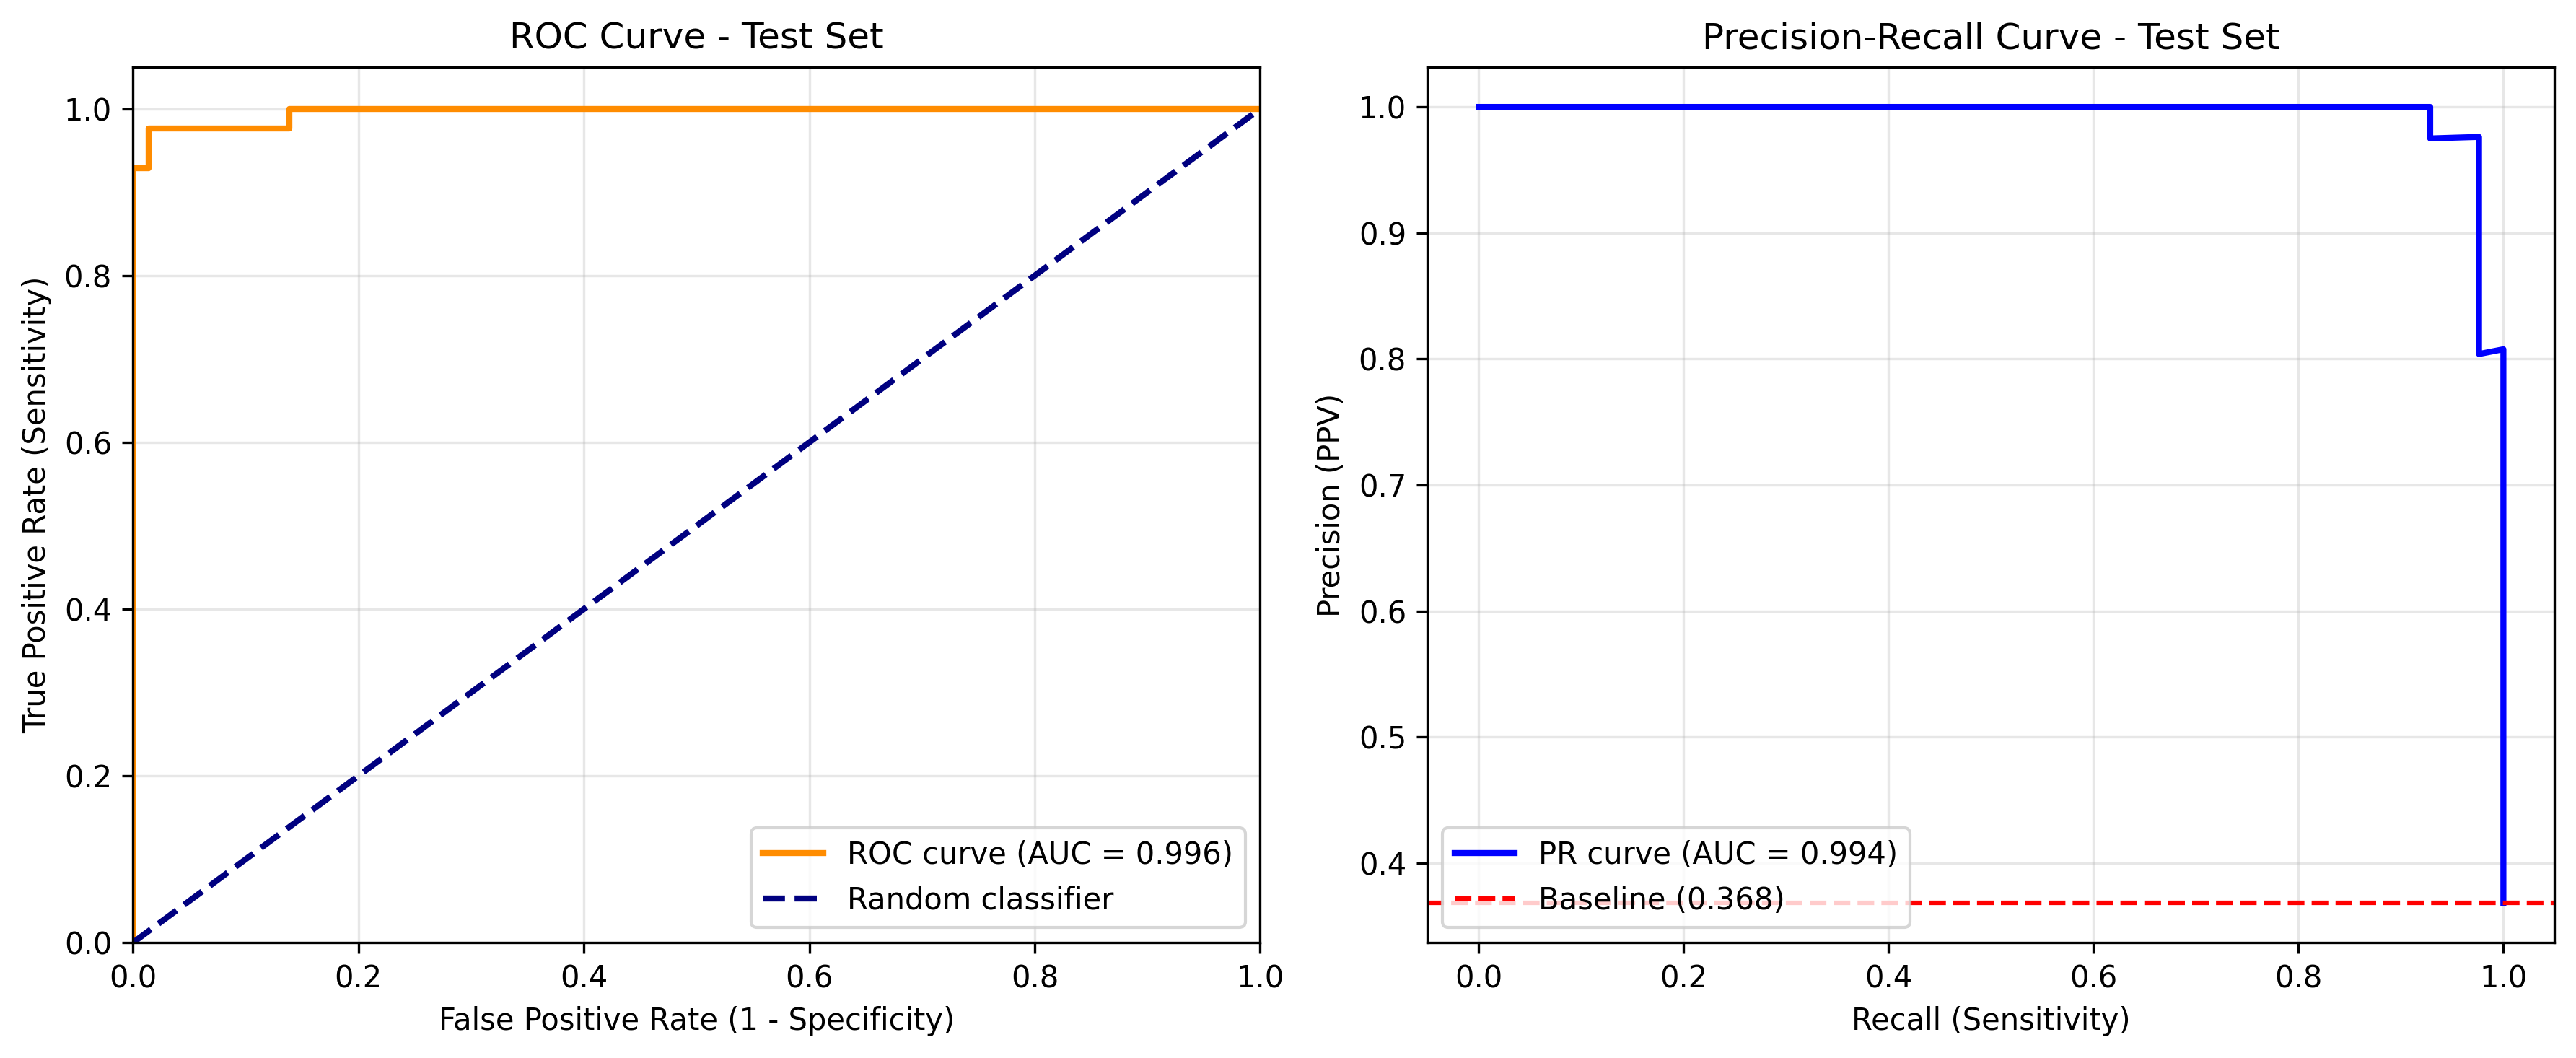 ROC Curve - Test Set
1.0
0.8
0.6
0.4
0.2
0.0
True Positive Rate (Sensitivity)
0.0 0.2 0.4 0.6 0.8 1.0
False Positive Rate (1 - Specificity)
ROC curve (AUC = 0.996)
Random classifier
Precision-Recall Curve - Test Set
1.0
0.9
0.8
0.7
0.6
0.5
0.4
Precision (PPV)
0.0 0.2 0.4 0.6 0.8 1.0
Recall (Sensitivity)
PR curve (AUC = 0.994)
Baseline (0.368)